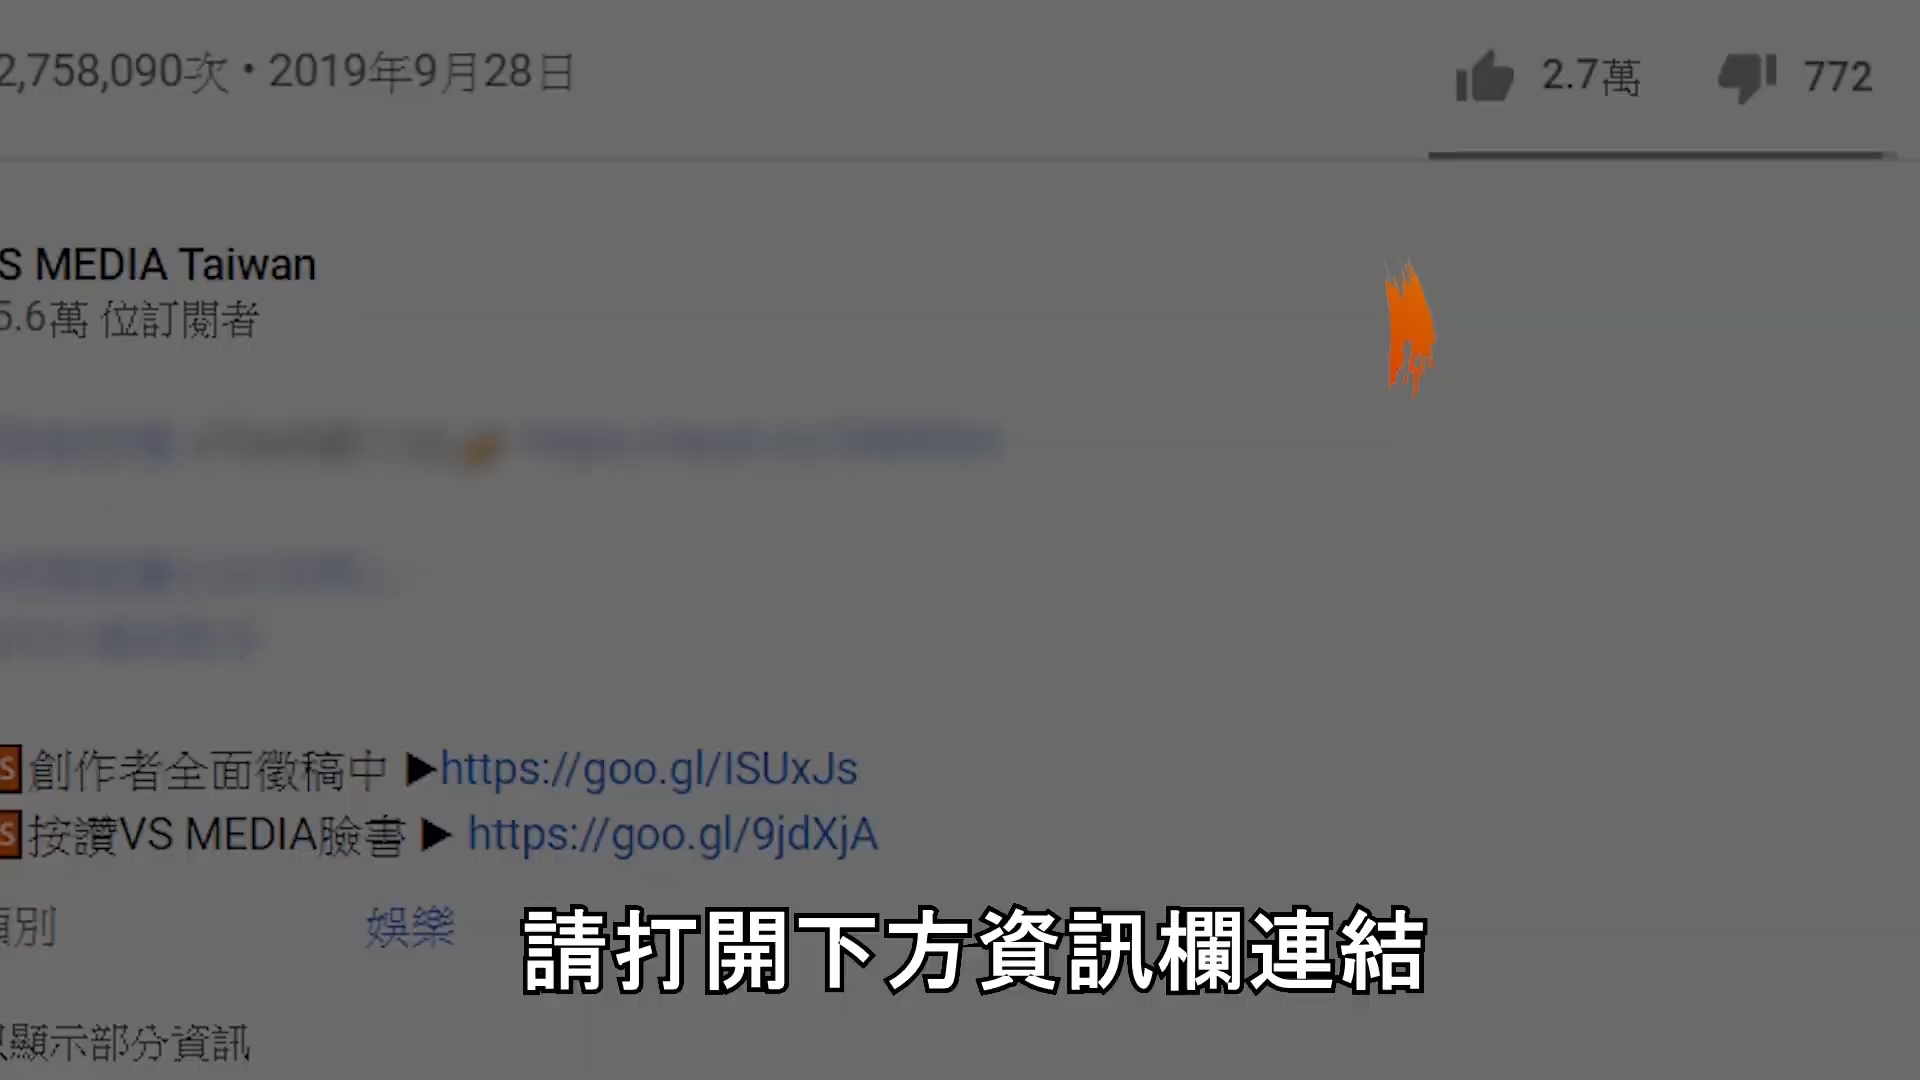 2,758,090次 • 2019年9月28日
2.7萬
772
S MEDIA Taiwan
5.6萬 位訂閱者
S創作者全面徵稿中 ▶https://goo.gl/ISUxJs
S按讚VS MEDIA臉書 ▶ https://goo.gl/9jdXjA
類別
娛樂
請打開下方資訊欄連結
只顯示部分資訊